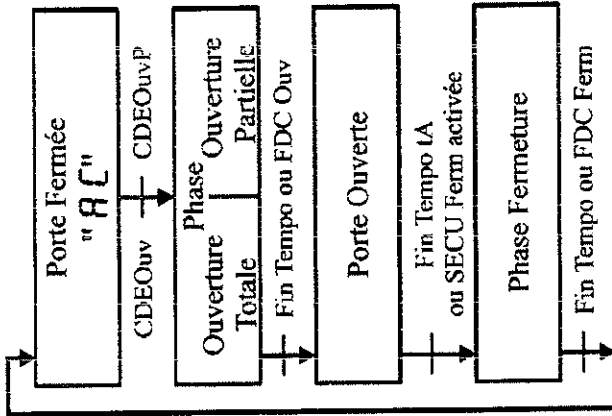 Porte Fermée
"AC"
CDEOuv CDEOuvP
Phase
Ouverture Ouverture
Totale Partielle
Fin Tempo ou FDC Ouv
Porte Ouverte
Fin Tempo tA
ou SECU Ferm activée
Phase Fermeture
Fin Tempo ou FDC Ferm